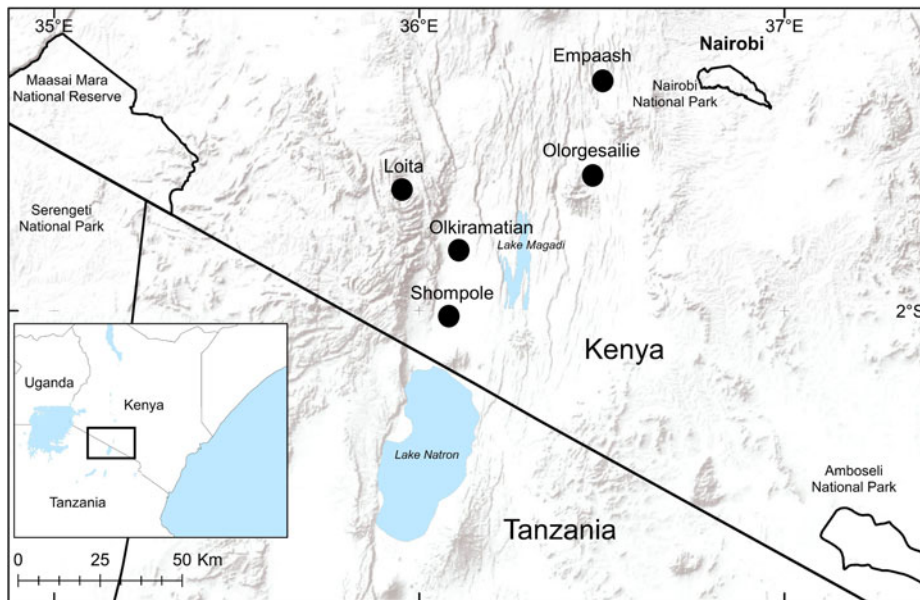 35°E
36°E
37°E
Nairobi
Empaash
Maasai Mara
National Reserve
Nairobi
National Park
Olorgesailie
Loita
Serengeti
National Park
Olkiramatian
Lake Magadi
Shompole
2°S
Kenya
Uganda
Kenya
Tanzania
Lake Natron
Amboseli
National Park
Tanzania
0 25 50 Km